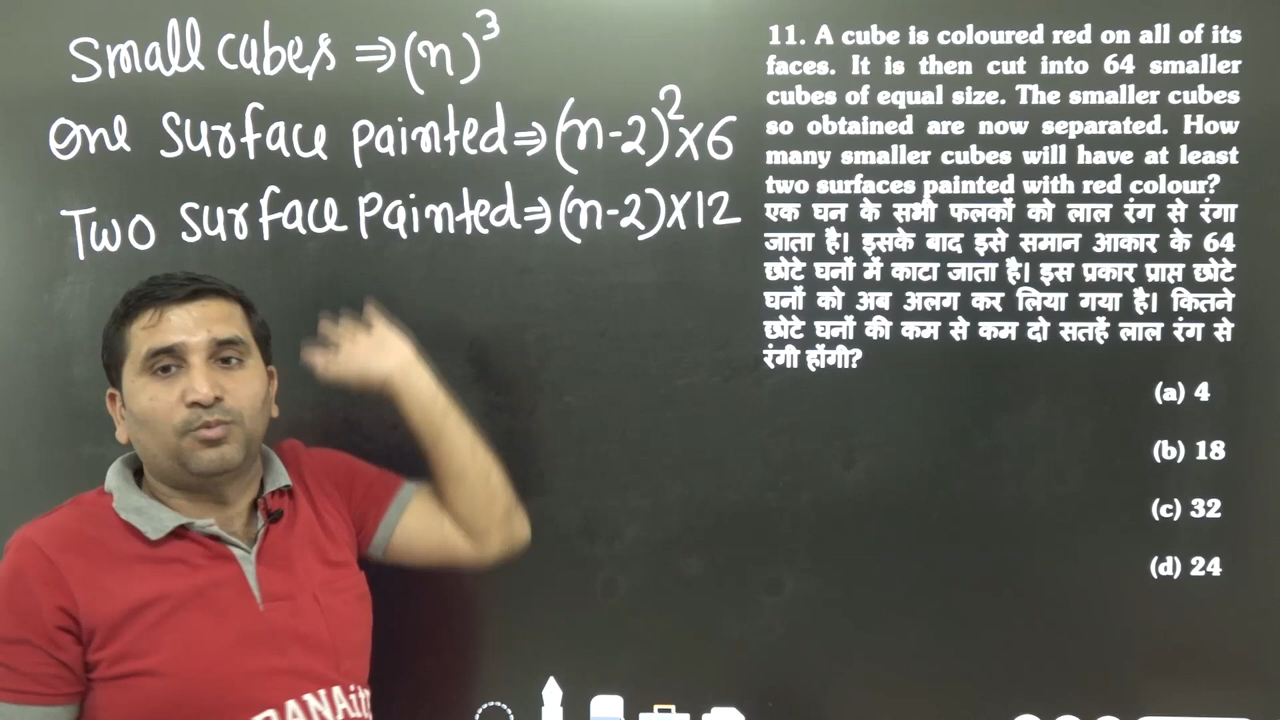 Small cubes ⇒ (n)³
One surface painted ⇒ (n-2)²×6
Two surface painted ⇒ (n-2)×12
11. A cube is coloured red on all of its
faces. It is then cut into 64 smaller
cubes of equal size. The smaller cubes
so obtained are now separated. How
many smaller cubes will have at least
two surfaces painted with red colour?
एक घन के सभी फलकों को लाल रंग से रंगा
जाता है। इसके बाद इसे समान आकार के 64
छोटे घनों में काटा जाता है। इस प्रकार प्राप्त छोटे
घनों को अब अलग कर लिया गया है। कितने
छोटे घनों की कम से कम दो सतहें लाल रंग से
रंगी होंगी?
(a) 4
(b) 18
(c) 32
(d) 24